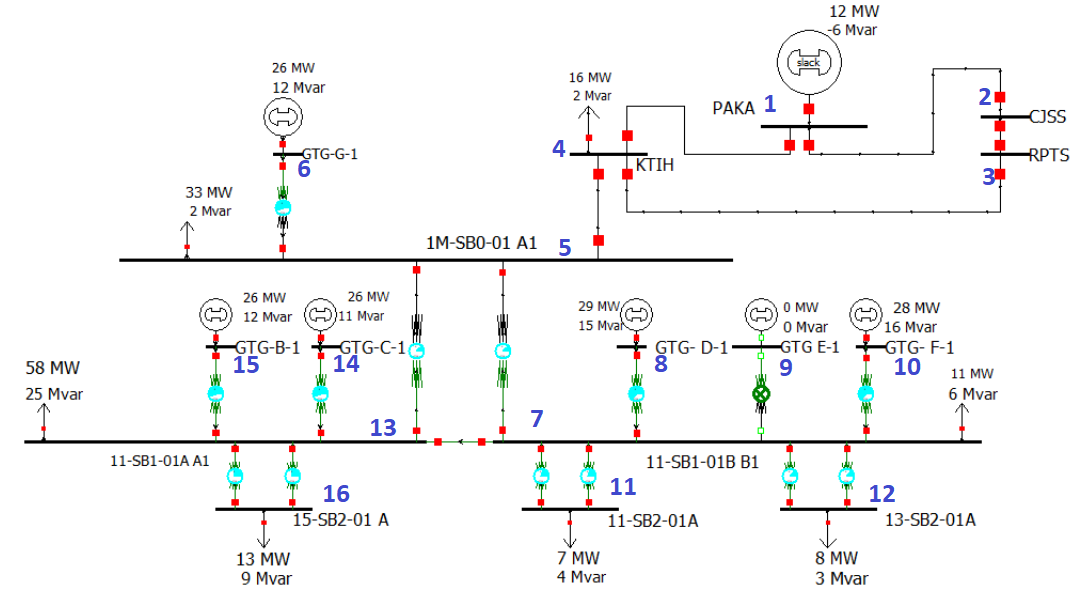 12 MW
-6 Mvar
slack
PAKA 1
2
CJSS
RPTS
3
16 MW
2 Mvar
4
KTIH
26 MW
12 Mvar
GTG-G-1
6
33 MW
2 Mvar
1M-SB0-01 A1 5
26 MW
12 Mvar
GTG-B-1
15
26 MW
11 Mvar
GTG-C-1
14
29 MW
15 Mvar
GTG- D-1
8
0 MW
0 Mvar
GTG E-1
9
28 MW
16 Mvar
GTG- F-1
10
58 MW
25 Mvar
11 MW
6 Mvar
13
7
11-SB1-01A A1
11-SB1-01B B1
16
15-SB2-01 A
11
11-SB2-01A
12
13-SB2-01A
13 MW
9 Mvar
7 MW
4 Mvar
8 MW
3 Mvar